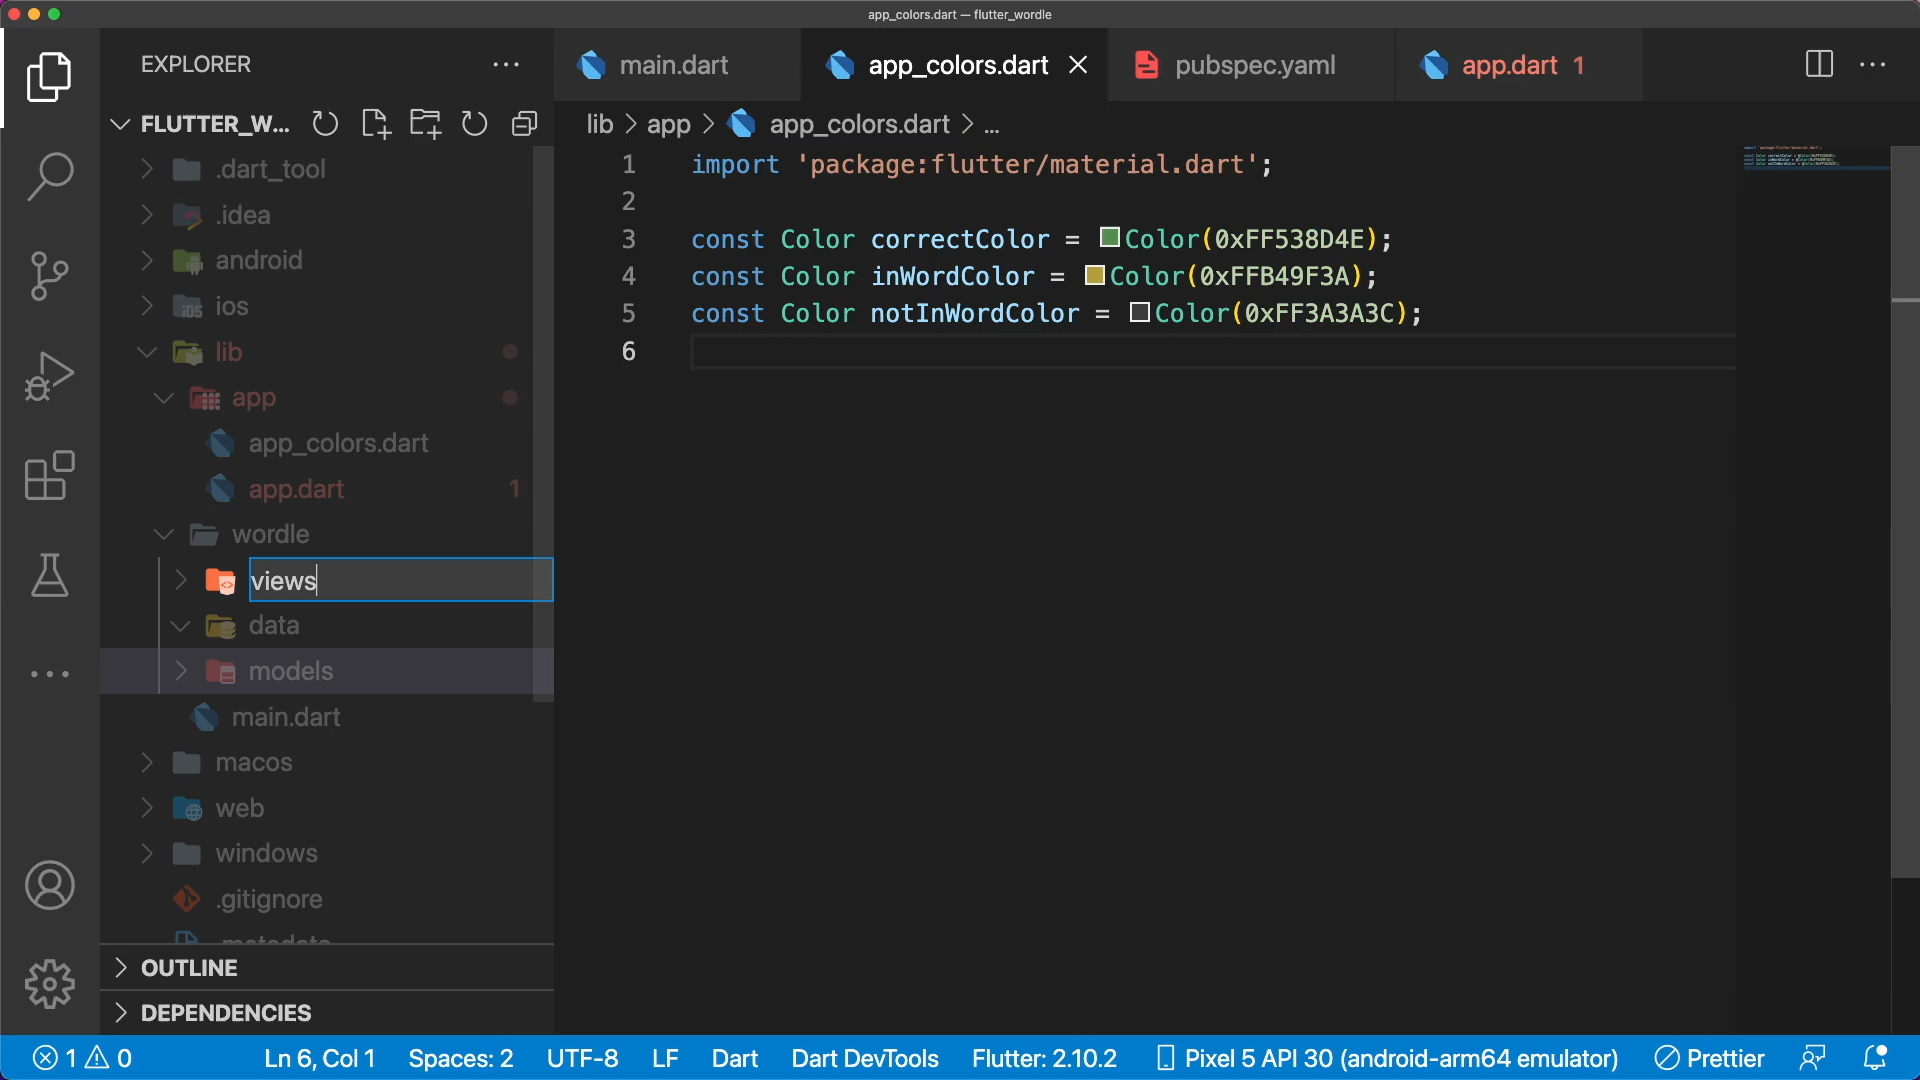 app_colors.dart — flutter_wordle
EXPLORER
main.dart
app_colors.dart
pubspec.yaml
app.dart 1
FLUTTER_W...
lib > app > app_colors.dart > ...
.dart_tool
.idea
android
ios
lib
app
app_colors.dart
app.dart 1
wordle
views
data
models
main.dart
macos
web
windows
.gitignore
.metadata
OUTLINE
DEPENDENCIES
1 import 'package:flutter/material.dart';
2
3 const Color correctColor = Color(0xFF538D4E);
4 const Color inWordColor = Color(0xFFB49F3A);
5 const Color notInWordColor = Color(0xFF3A3A3C);
6
1 0 Ln 6, Col 1 Spaces: 2 UTF-8 LF Dart Dart DevTools Flutter: 2.10.2 Pixel 5 API 30 (android-arm64 emulator) Prettier